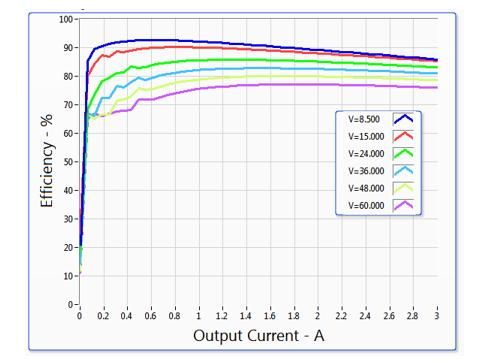 100
90
80
70
60
50
40
30
20
10
0
Efficiency - %
V=8.500
V=15.000
V=24.000
V=36.000
V=48.000
V=60.000
0 0.2 0.4 0.6 0.8 1 1.2 1.4 1.6 1.8 2 2.2 2.4 2.6 2.8 3
Output Current - A